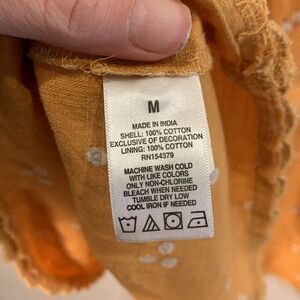 M
MADE IN INDIA
SHELL: 100% COTTON
EXCLUSIVE OF DECORATION
LINING: 100% COTTON
RN154379
MACHINE WASH COLD
WITH LIKE COLORS
ONLY NON-CHLORINE
BLEACH WHEN NEEDED
TUMBLE DRY LOW
COOL IRON IF NEEDED